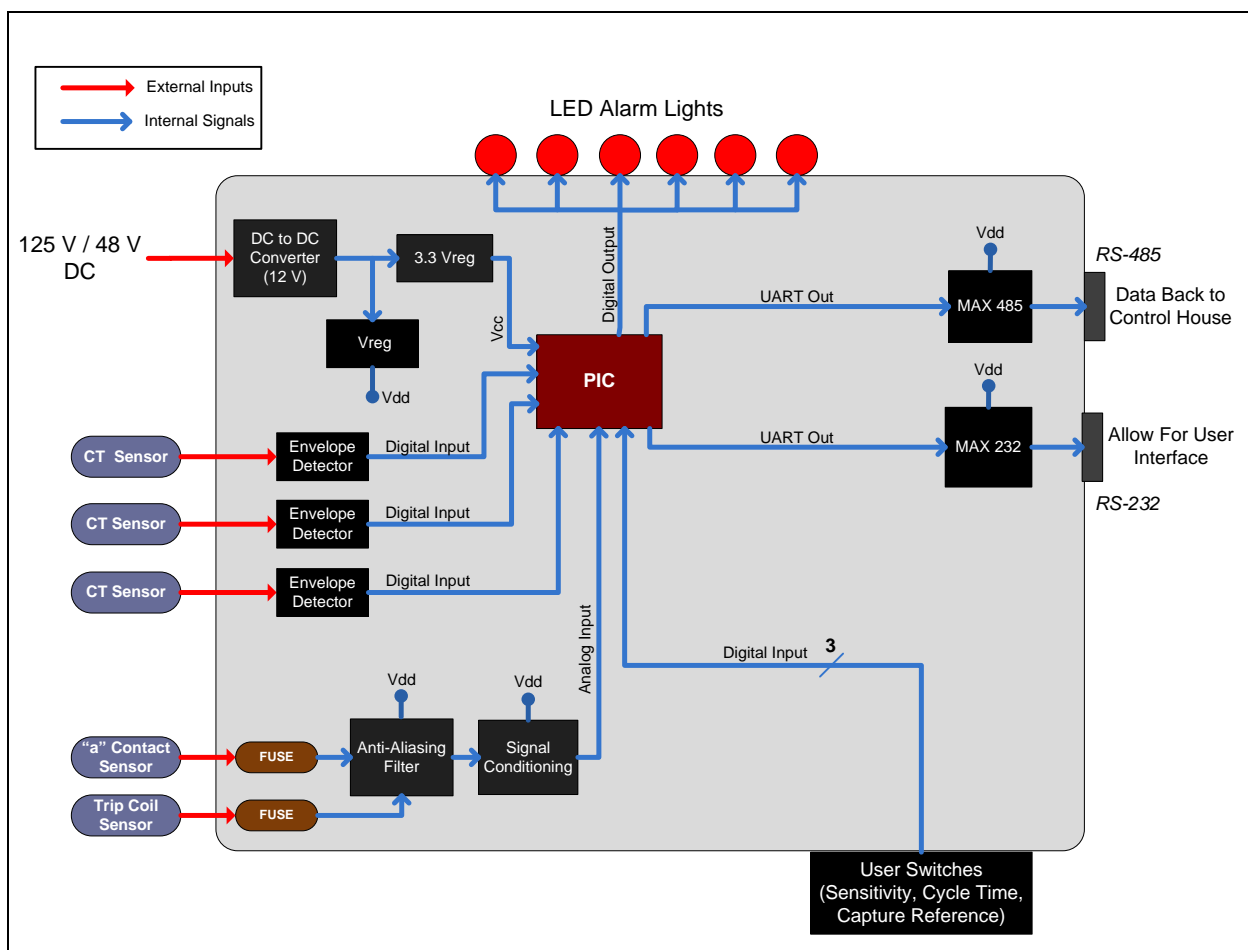 External Inputs
Internal Signals
LED Alarm Lights
125 V / 48 V
DC
DC to DC
Converter
(12 V)
3.3 Vreg
Vreg
Vdd
Vcc
Digital Output
PIC
UART Out
Vdd
MAX 485
RS-485
Data Back to
Control House
UART Out
Vdd
MAX 232
Allow For User
Interface
RS-232
CT Sensor
Envelope
Detector
Digital Input
CT Sensor
Envelope
Detector
Digital Input
CT Sensor
Envelope
Detector
Digital Input
Analog Input
Digital Input
3
"a" Contact
Sensor
FUSE
Vdd
Anti-Aliasing
Filter
Vdd
Signal
Conditioning
Trip Coil
Sensor
FUSE
User Switches
(Sensitivity, Cycle Time,
Capture Reference)